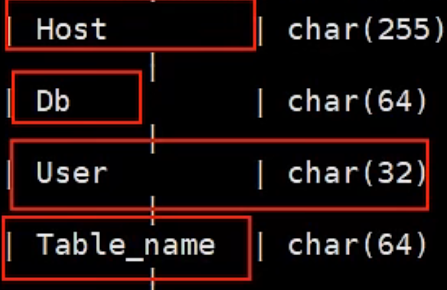 | Host | char(255)
|
| Db | char(64)
|
| User | char(32)
|
| Table_name | char(64)
|